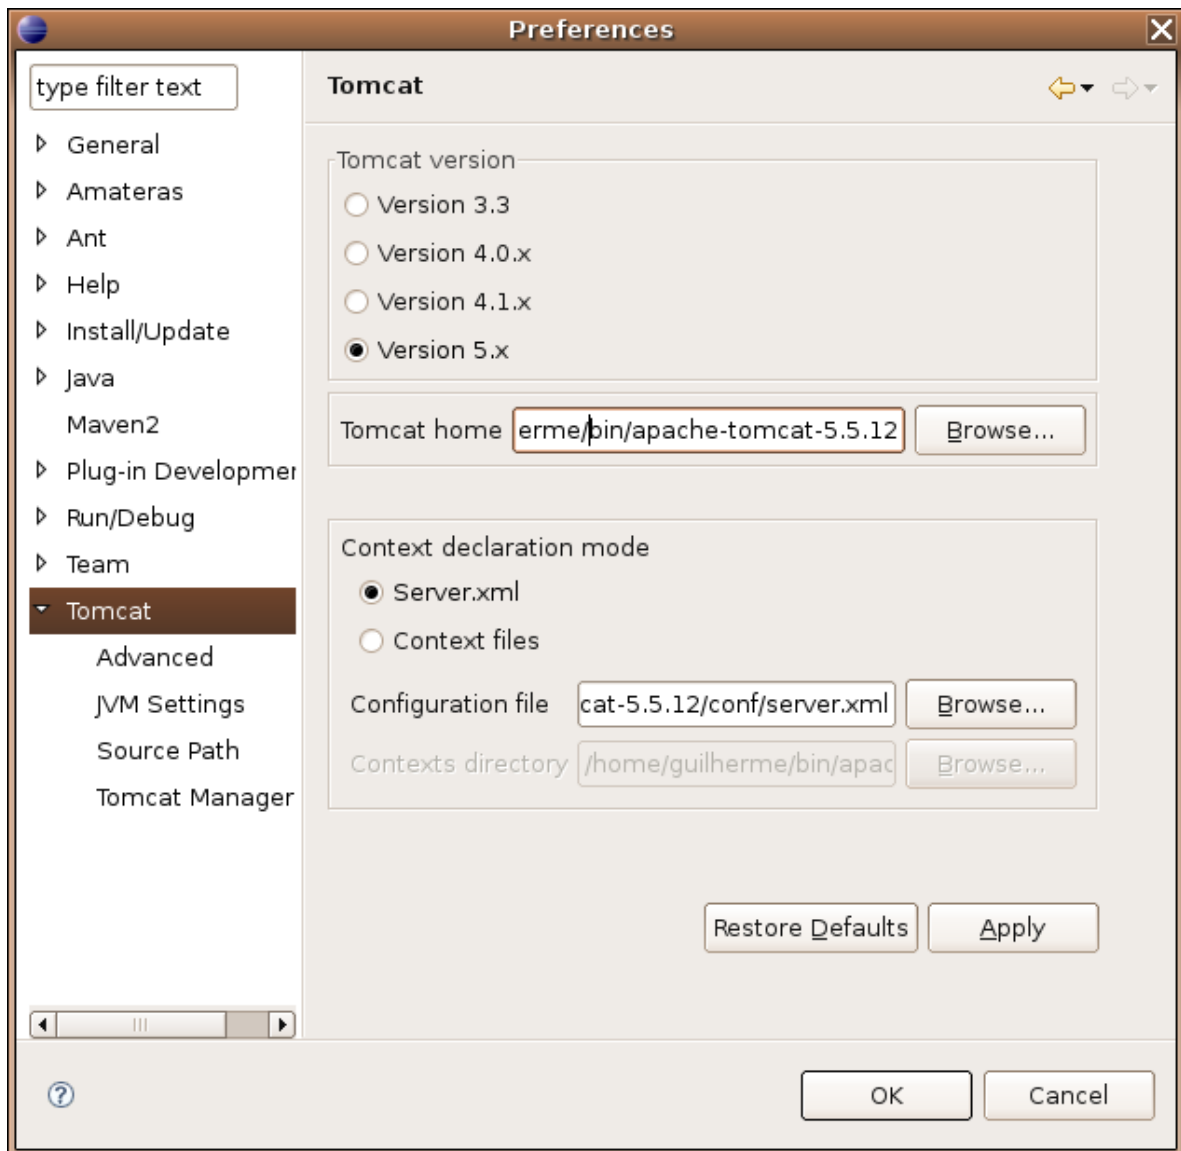 Preferences
type filter text
General
Amateras
Ant
Help
Install/Update
Java
Maven2
Plug-in Developmen
Run/Debug
Team
Tomcat
Advanced
JVM Settings
Source Path
Tomcat Manager
Tomcat
Tomcat version
Version 3.3
Version 4.0.x
Version 4.1.x
Version 5.x
Tomcat home erme/bin/apache-tomcat-5.5.12 Browse...
Context declaration mode
Server.xml
Context files
Configuration file cat-5.5.12/conf/server.xml Browse...
Contexts directory /home/guilherme/bin/apac Browse...
Restore Defaults Apply
OK Cancel